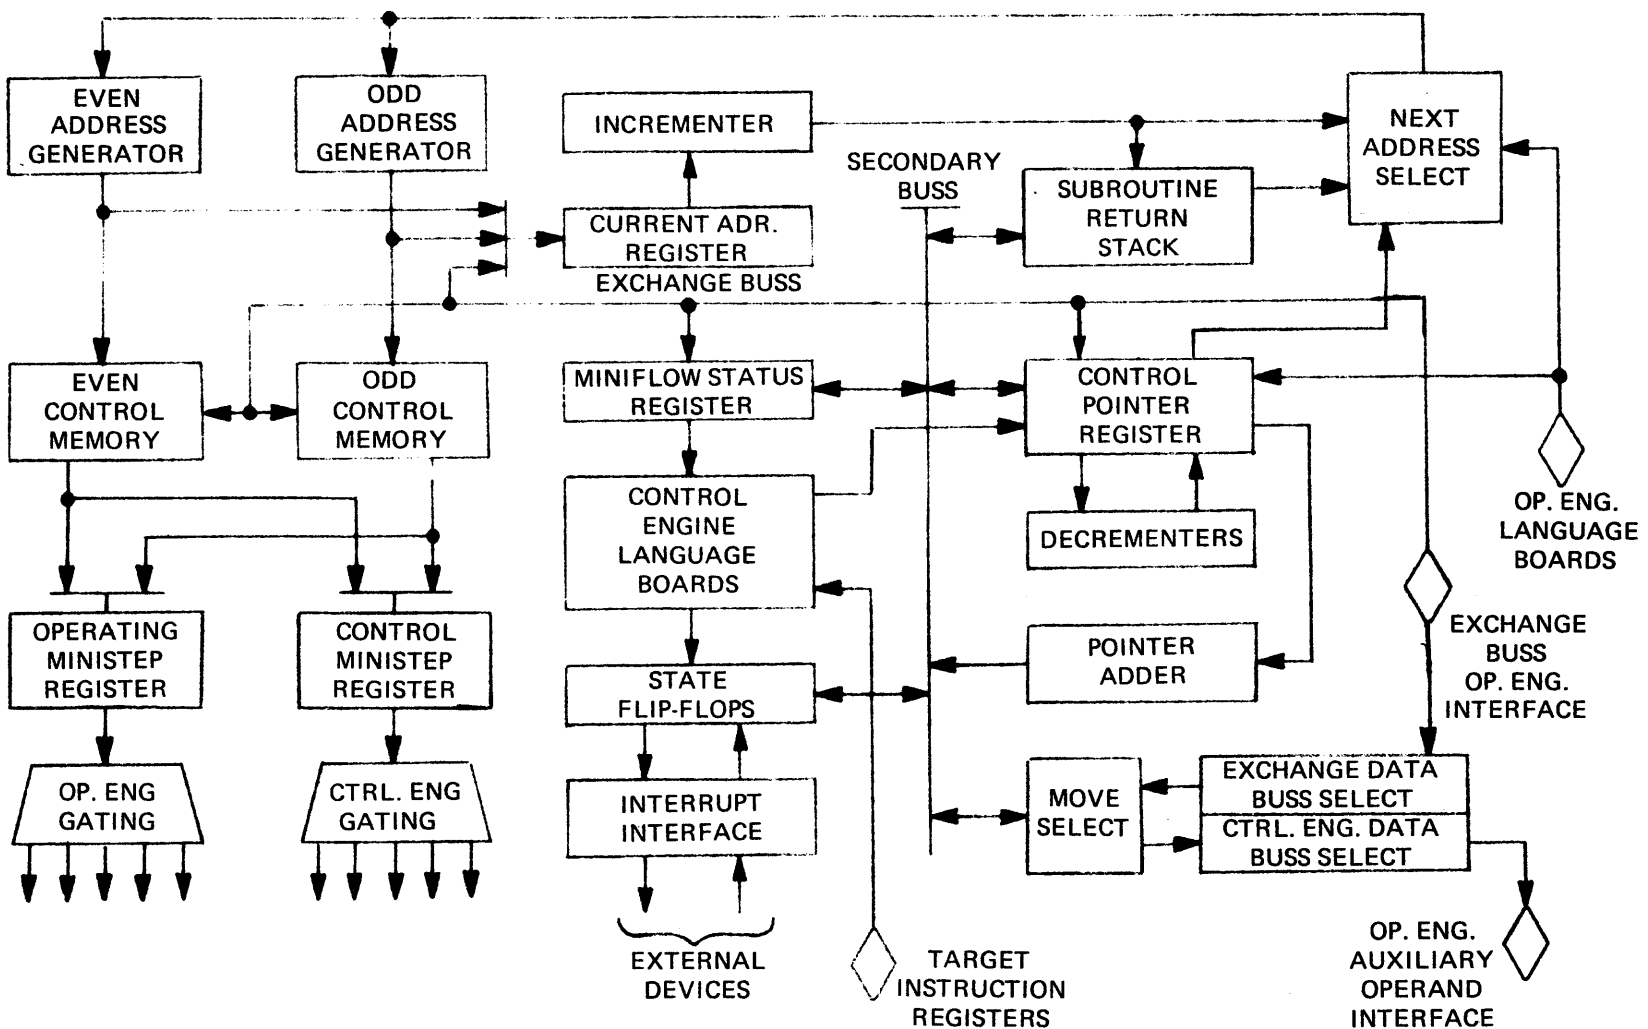 EVEN
ADDRESS
GENERATOR
ODD
ADDRESS
GENERATOR
INCREMENTER
NEXT
ADDRESS
SELECT
SECONDARY
BUSS
SUBROUTINE
RETURN
STACK
CURRENT ADR.
REGISTER
EXCHANGE BUSS
EVEN
CONTROL
MEMORY
ODD
CONTROL
MEMORY
MINIFLOW STATUS
REGISTER
CONTROL
POINTER
REGISTER
CONTROL
ENGINE
LANGUAGE
BOARDS
DECREMENTERS
OP. ENG.
LANGUAGE
BOARDS
OPERATING
MINISTEP
REGISTER
CONTROL
MINISTEP
REGISTER
STATE
FLIP-FLOPS
POINTER
ADDER
EXCHANGE
BUSS
OP. ENG.
INTERFACE
OP. ENG
GATING
CTRL. ENG
GATING
INTERRUPT
INTERFACE
MOVE
SELECT
EXCHANGE DATA
BUSS SELECT
CTRL. ENG. DATA
BUSS SELECT
EXTERNAL
DEVICES
TARGET
INSTRUCTION
REGISTERS
OP. ENG.
AUXILIARY
OPERAND
INTERFACE